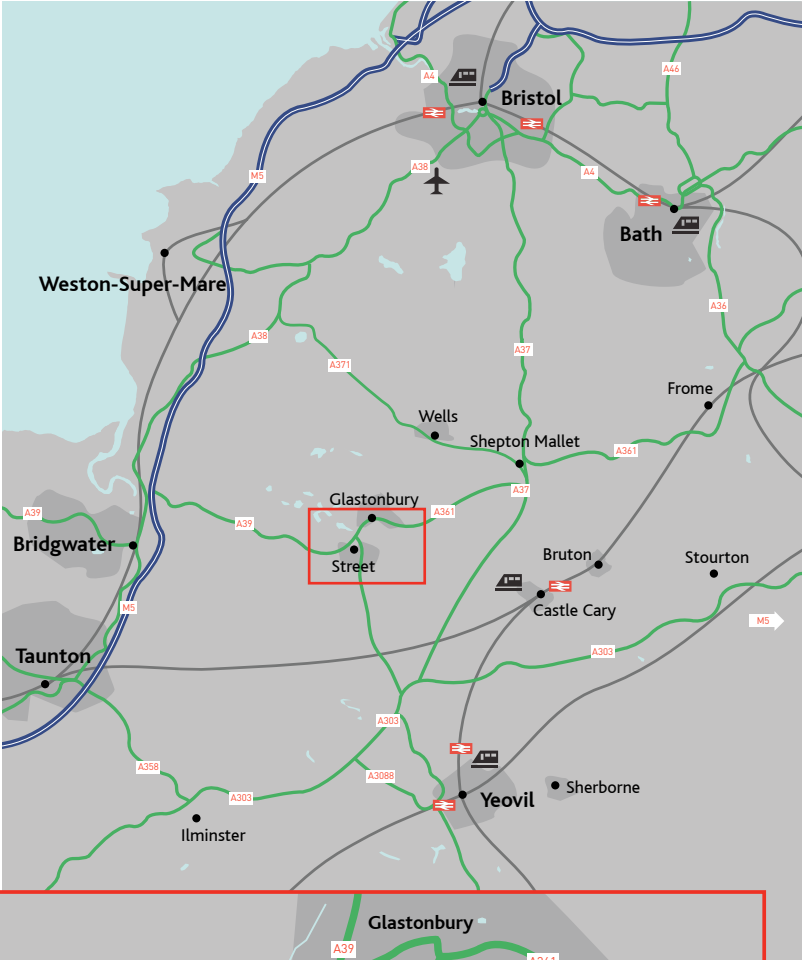 A46
A4
Bristol
A38
M5
A4
Bath
Weston-Super-Mare
A36
A38
A37
A371
Frome
Wells
Shepton Mallet
A361
A37
Glastonbury
A39
A39
A361
Bridgwater
Bruton
Stourton
Street
Castle Cary
M5
M5
A303
Taunton
A303
A358
A3088
Sherborne
A303
Yeovil
Ilminster
Glastonbury
A39
A361